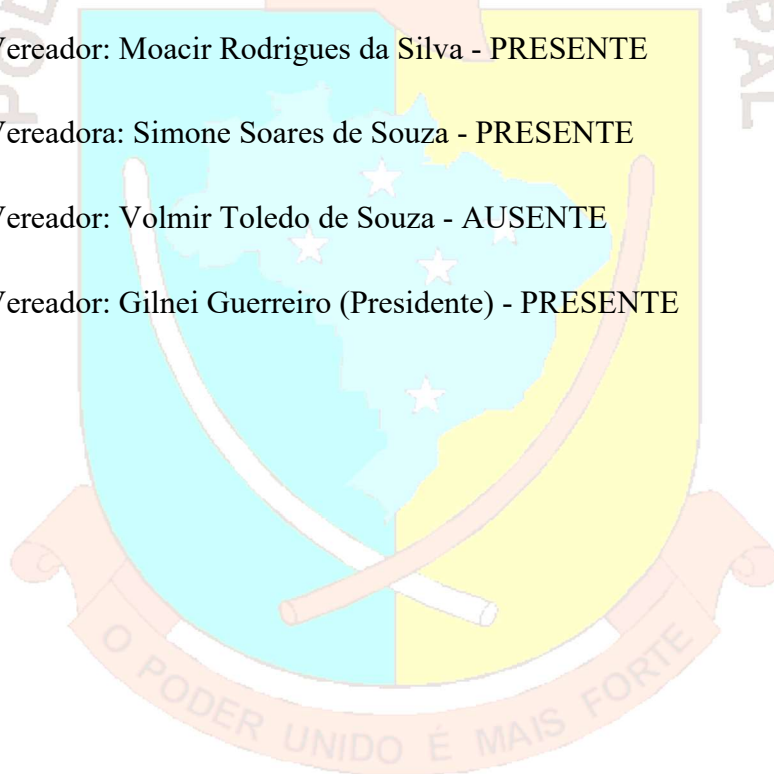 Vereador: Moacir Rodrigues da Silva - PRESENTE
Vereadora: Simone Soares de Souza - PRESENTE
Vereador: Volmir Toledo de Souza - AUSENTE
Vereador: Gilnei Guerreiro (Presidente) - PRESENTE
O PODER UNIDO É MAIS FORTE